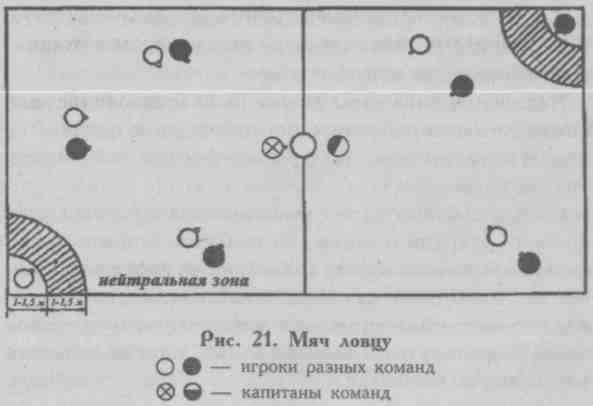 нейтральная зона
1-1,5 м 1-1,5 м
Рис. 21. Мяч ловцу
— игроки разных команд
— капитаны команд